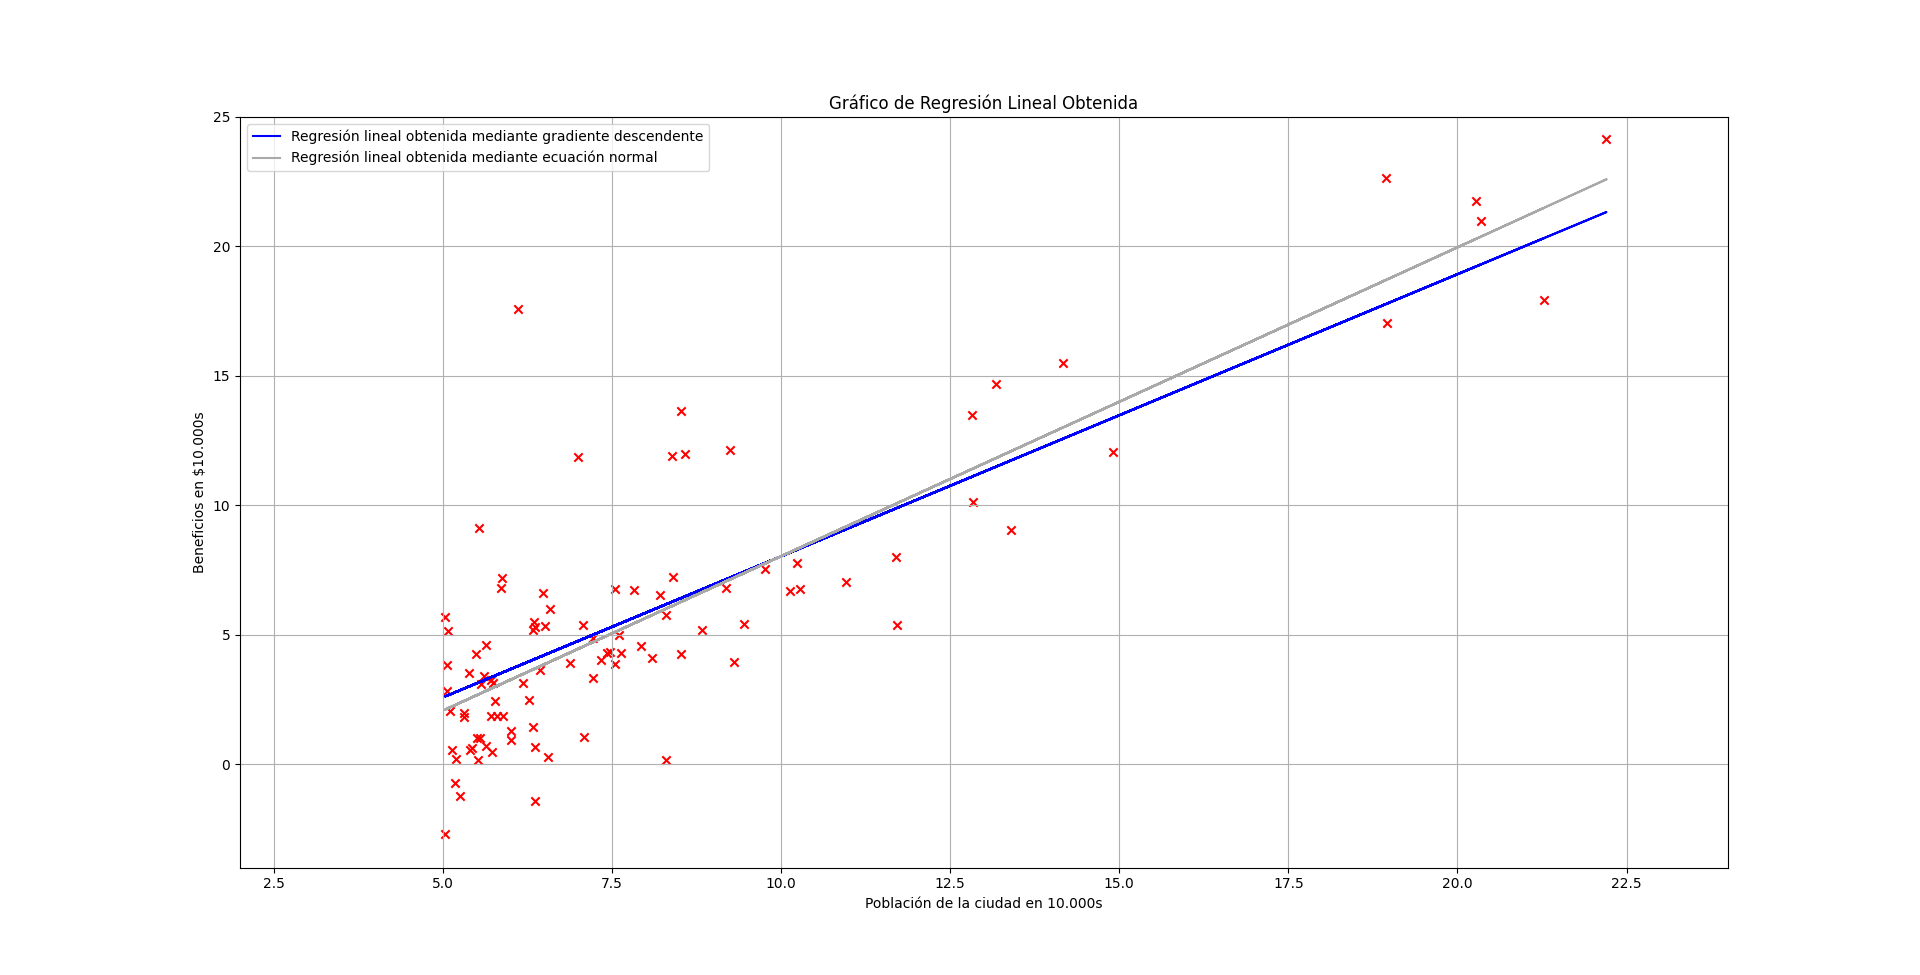 Gráfico de Regresión Lineal Obtenida
Regresión lineal obtenida mediante gradiente descendente
Regresión lineal obtenida mediante ecuación normal
Beneficios en $10.000s
25
20
15
10
5
0
2.5 5.0 7.5 10.0 12.5 15.0 17.5 20.0 22.5
Población de la ciudad en 10.000s